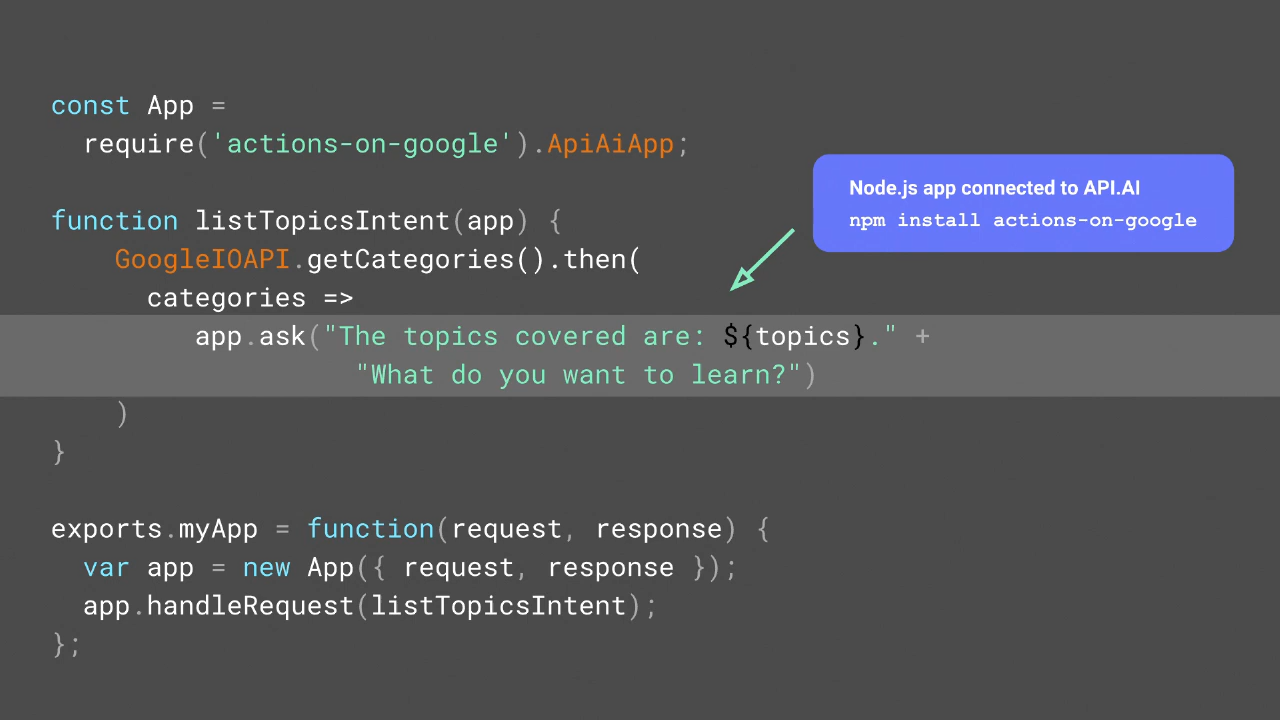 const App =
require('actions-on-google').ApiAiApp;
function listTopicsIntent(app) {
GoogleIOAPI.getCategories().then(
categories =>
app.ask("The topics covered are: ${topics}." +
"What do you want to learn?")
)
}
exports.myApp = function(request, response) {
var app = new App({ request, response });
app.handleRequest(listTopicsIntent);
};
Node.js app connected to API.AI
npm install actions-on-google